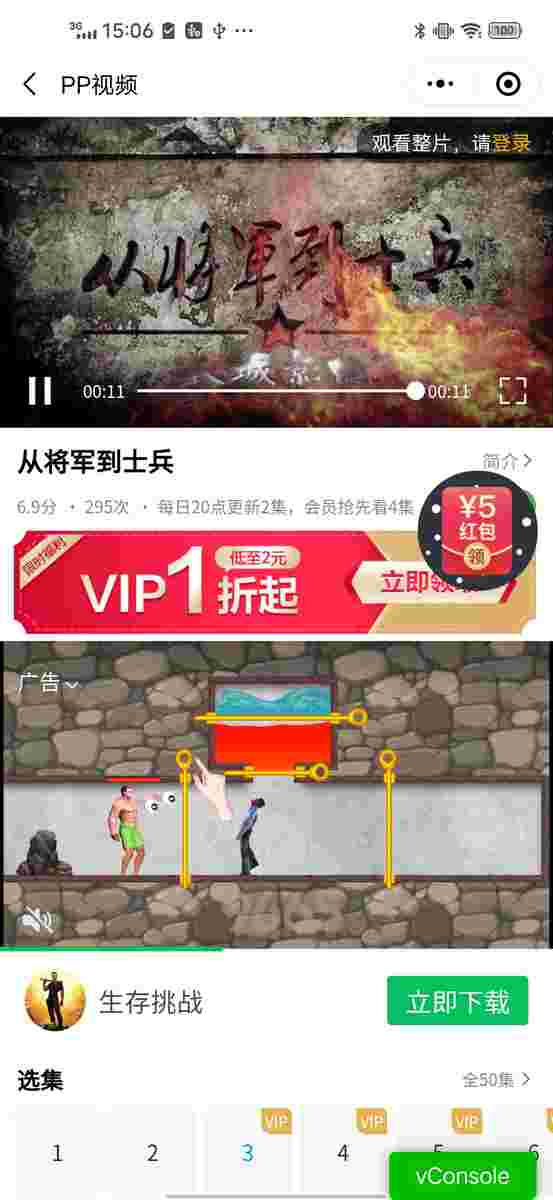 3G 15:06 100
PP视频
观看整片，请登录
从将軍到士兵
00:11
00:11
从将军到士兵
简介
6.9分 · 295次 · 每日20点更新2集，会员抢先看4集
¥5
红包
领
限时福利
VIP1折起
低至2元
广告
生存挑战
立即下载
选集
全50集
1
2
3
VIP
4
VIP
5
VIP
6
vConsole